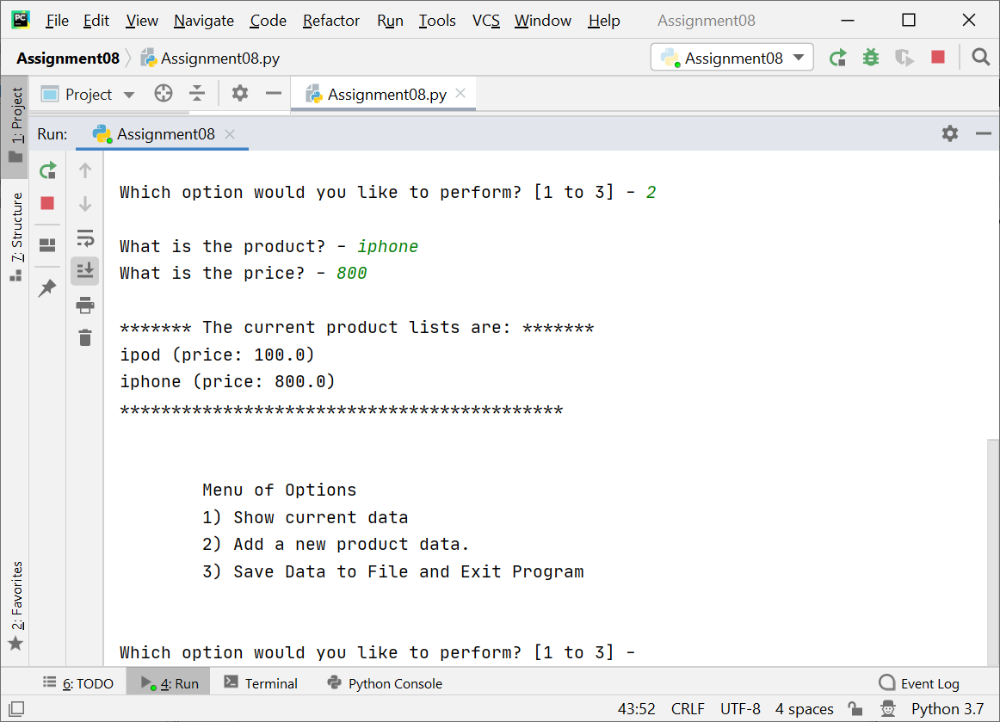 PC File Edit View Navigate Code Refactor Run Tools VCS Window Help Assignment08
Assignment08 Assignment08.py Assignment08
1: Project
Project Assignment08.py
Run: Assignment08
7: Structure
Which option would you like to perform? [1 to 3] - 2
What is the product? - iphone
What is the price? - 800
******* The current product lists are: *******
ipod (price: 100.0)
iphone (price: 800.0)
*******************************************
Menu of Options
1) Show current data
2) Add a new product data.
3) Save Data to File and Exit Program
2: Favorites
Which option would you like to perform? [1 to 3] -
6: TODO 4: Run Terminal Python Console Event Log
43:52 CRLF UTF-8 4 spaces Python 3.7